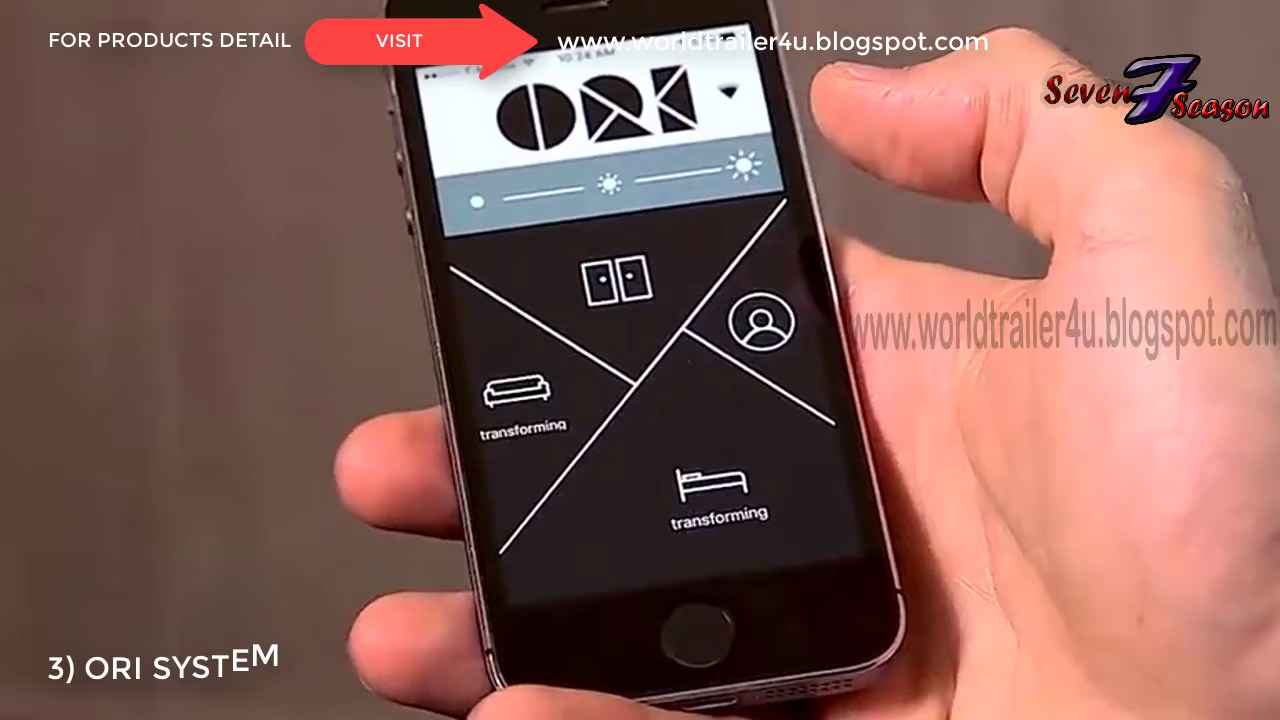 FOR PRODUCTS DETAIL
VISIT
www.worldtrailer4u.blogspot.com
Seven 7 Season
ORI
www.worldtrailer4u.blogspot.com
transforming
transforming
3) ORI SYSTEM